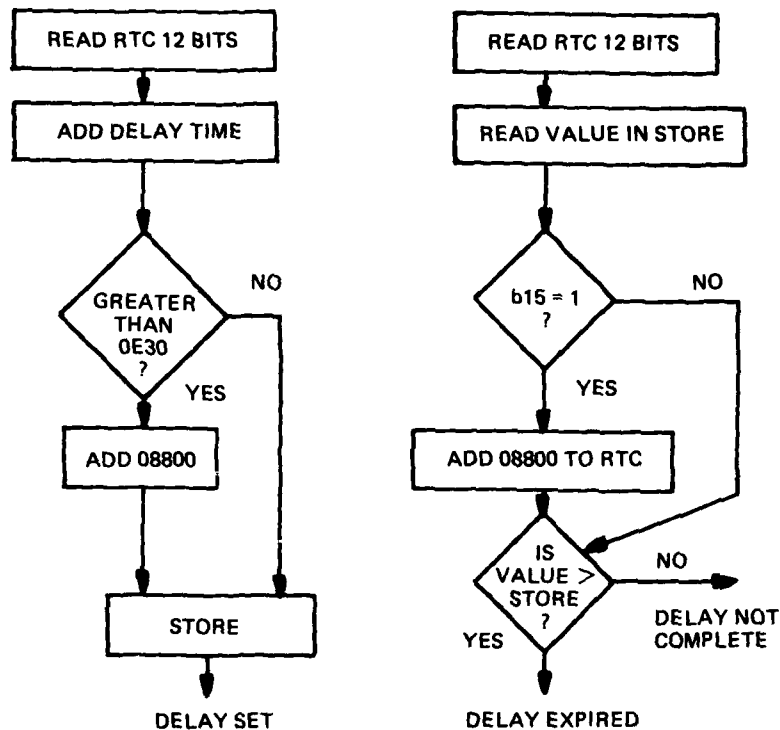 READ RTC 12 BITS
ADD DELAY TIME
GREATER
THAN
0E30
?
NO
YES
ADD 08800
STORE
DELAY SET
READ RTC 12 BITS
READ VALUE IN STORE
b15 = 1
?
NO
YES
ADD 08800 TO RTC
IS
VALUE >
STORE
?
NO
YES
DELAY NOT
COMPLETE
DELAY EXPIRED